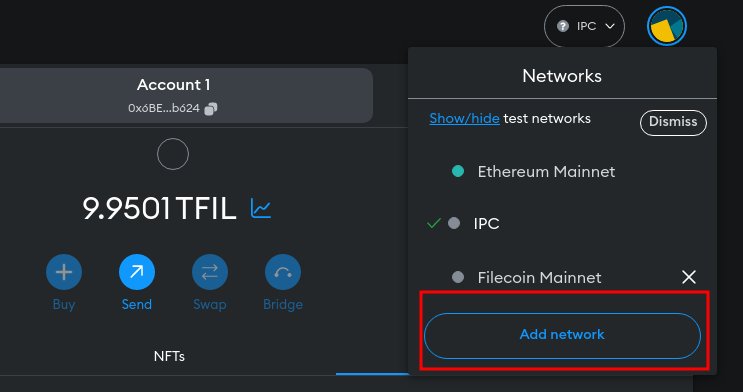 IPC
Networks
Account 1
0x6BE...b624
Show/hide test networks
Dismiss
Ethereum Mainnet
9.9501 TFIL
IPC
Filecoin Mainnet
Buy
Send
Swap
Bridge
Add network
NFTs